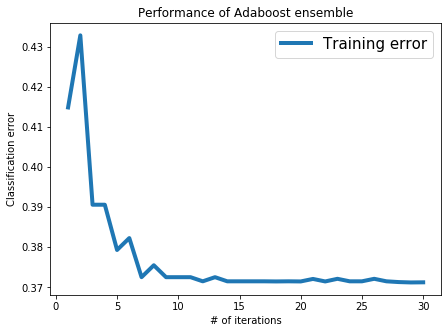 Performance of Adaboost ensemble
Training error
Classification error
0.43
0.42
0.41
0.40
0.39
0.38
0.37
0 5 10 15 20 25 30
# of iterations